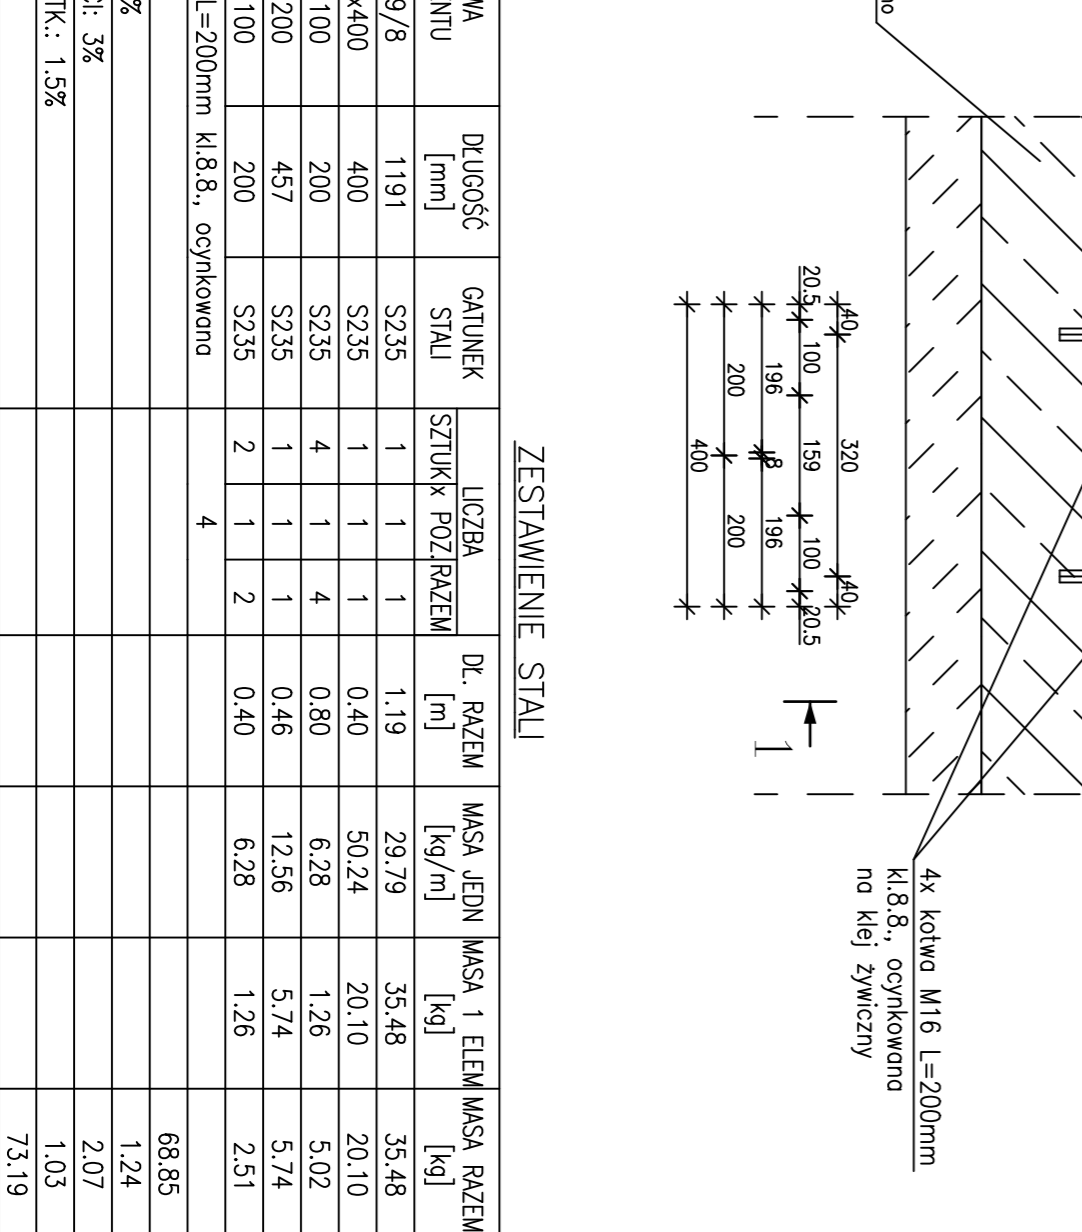 4x kotwa M16 L=200mm
kl.8.8., ocynkowana
na klej żywiczny
40 320 40
20.5 100 159 100 20.5
196 8 196
200 200
400
1
ZESTAWIENIE STALI
DŁUGOŚĆ GATUNEK LICZBA DŁ. RAZEM MASA JEDN MASA 1 ELEM MASA RAZEM
[mm] STALI SZTUK x POZ. RAZEM [m] [kg/m] [kg] [kg]
9/8 1191 S235 1 1 1 1.19 29.79 35.48 35.48
x400 400 S235 1 1 1 0.40 50.24 20.10 20.10
100 200 S235 4 1 4 0.80 6.28 1.26 5.02
200 457 S235 1 1 1 0.46 12.56 5.74 5.74
100 200 S235 2 1 2 0.40 6.28 1.26 2.51
L=200mm kl.8.8., ocynkowana 4
68.85
% 1.24
CI: 3% 2.07
TK.: 1.5% 1.03
73.19